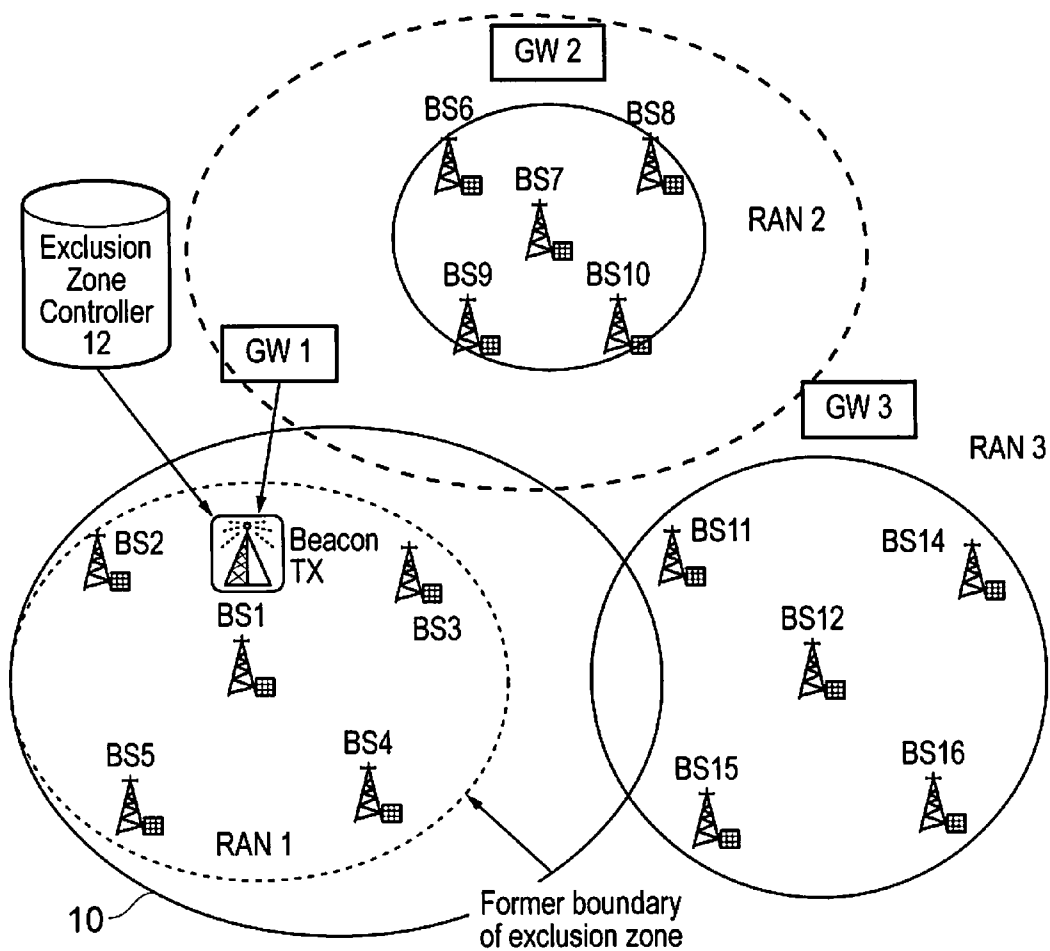 GW 2
BS6
BS8
BS7
RAN 2
Exclusion
Zone
Controller
12
BS9
BS10
GW 1
GW 3
RAN 3
BS2
Beacon
TX
BS11
BS14
BS1
BS3
BS12
BS5
BS4
BS15
BS16
RAN 1
10
Former boundary
of exclusion zone